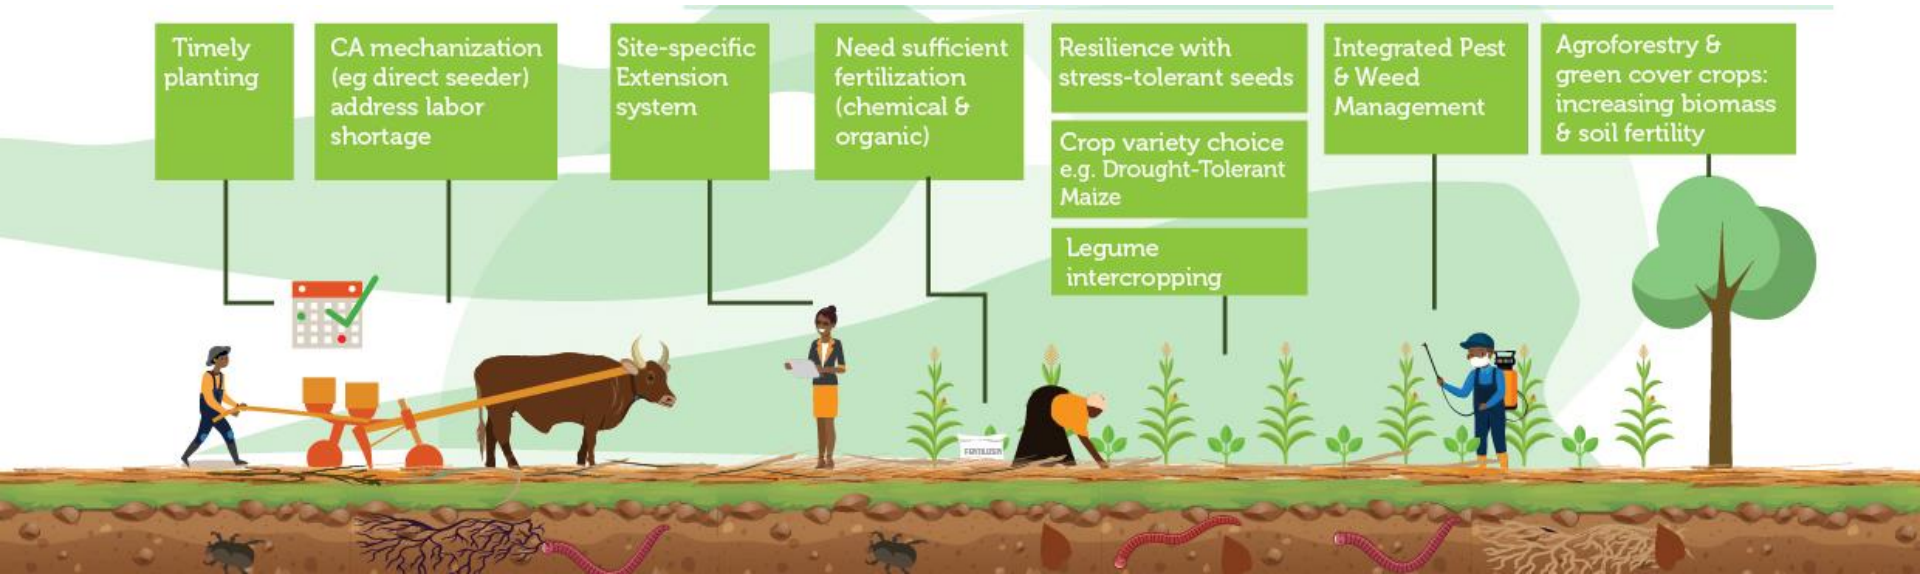 Timely
planting
CA mechanization
(eg direct seeder)
address labor
shortage
Site-specific
Extension
system
Need sufficient
fertilization
(chemical &
organic)
Resilience with
stress-tolerant seeds
Crop variety choice
e.g. Drought-Tolerant
Maize
Legume
intercropping
Integrated Pest
& Weed
Management
Agroforestry &
green cover crops:
increasing biomass
& soil fertility
FERTILIZER